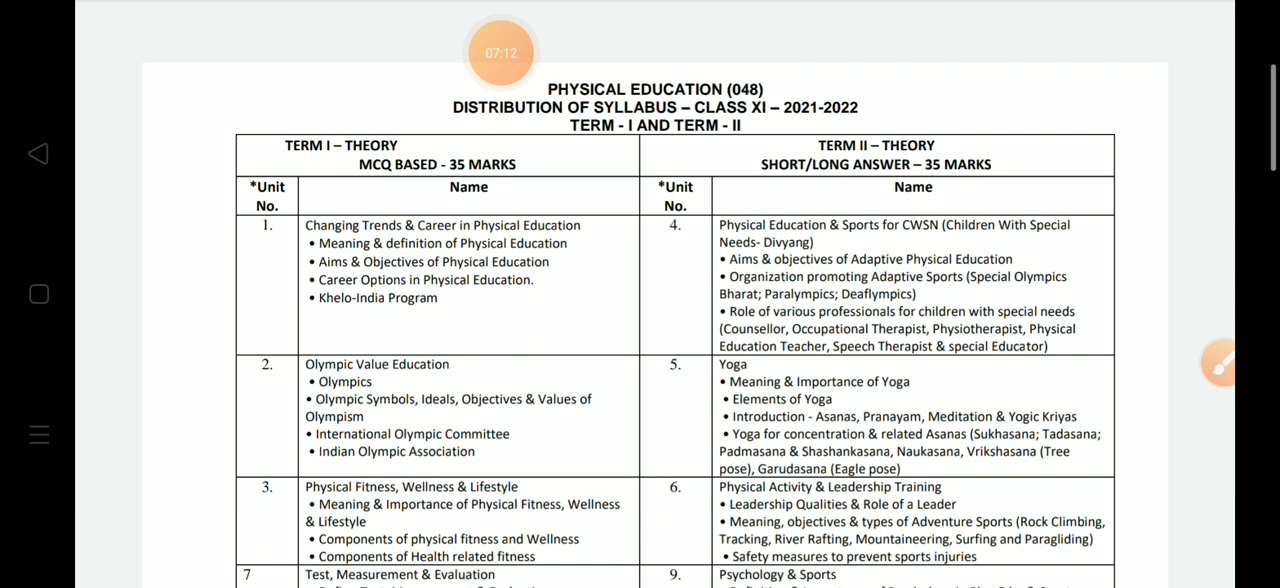 07:12
PHYSICAL EDUCATION (048)
DISTRIBUTION OF SYLLABUS – CLASS XI – 2021-2022
TERM - I AND TERM - II
TERM I – THEORY
MCQ BASED - 35 MARKS
TERM II – THEORY
SHORT/LONG ANSWER – 35 MARKS
*Unit
No.
Name
*Unit
No.
Name
1.
Changing Trends & Career in Physical Education
• Meaning & definition of Physical Education
• Aims & Objectives of Physical Education
• Career Options in Physical Education.
• Khelo-India Program
4.
Physical Education & Sports for CWSN (Children With Special
Needs- Divyang)
• Aims & objectives of Adaptive Physical Education
• Organization promoting Adaptive Sports (Special Olympics
Bharat; Paralympics; Deaflympics)
• Role of various professionals for children with special needs
(Counsellor, Occupational Therapist, Physiotherapist, Physical
Education Teacher, Speech Therapist & special Educator)
2.
Olympic Value Education
• Olympics
• Olympic Symbols, Ideals, Objectives & Values of
Olympism
• International Olympic Committee
• Indian Olympic Association
5.
Yoga
• Meaning & Importance of Yoga
• Elements of Yoga
• Introduction - Asanas, Pranayam, Meditation & Yogic Kriyas
• Yoga for concentration & related Asanas (Sukhasana; Tadasana;
Padmasana & Shashankasana, Naukasana, Vrikshasana (Tree
pose), Garudasana (Eagle pose)
3.
Physical Fitness, Wellness & Lifestyle
• Meaning & Importance of Physical Fitness, Wellness
& Lifestyle
• Components of physical fitness and Wellness
• Components of Health related fitness
6.
Physical Activity & Leadership Training
• Leadership Qualities & Role of a Leader
• Meaning, objectives & types of Adventure Sports (Rock Climbing,
Tracking, River Rafting, Mountaineering, Surfing and Paragliding)
• Safety measures to prevent sports injuries
7
Test, Measurement & Evaluation
9.
Psychology & Sports